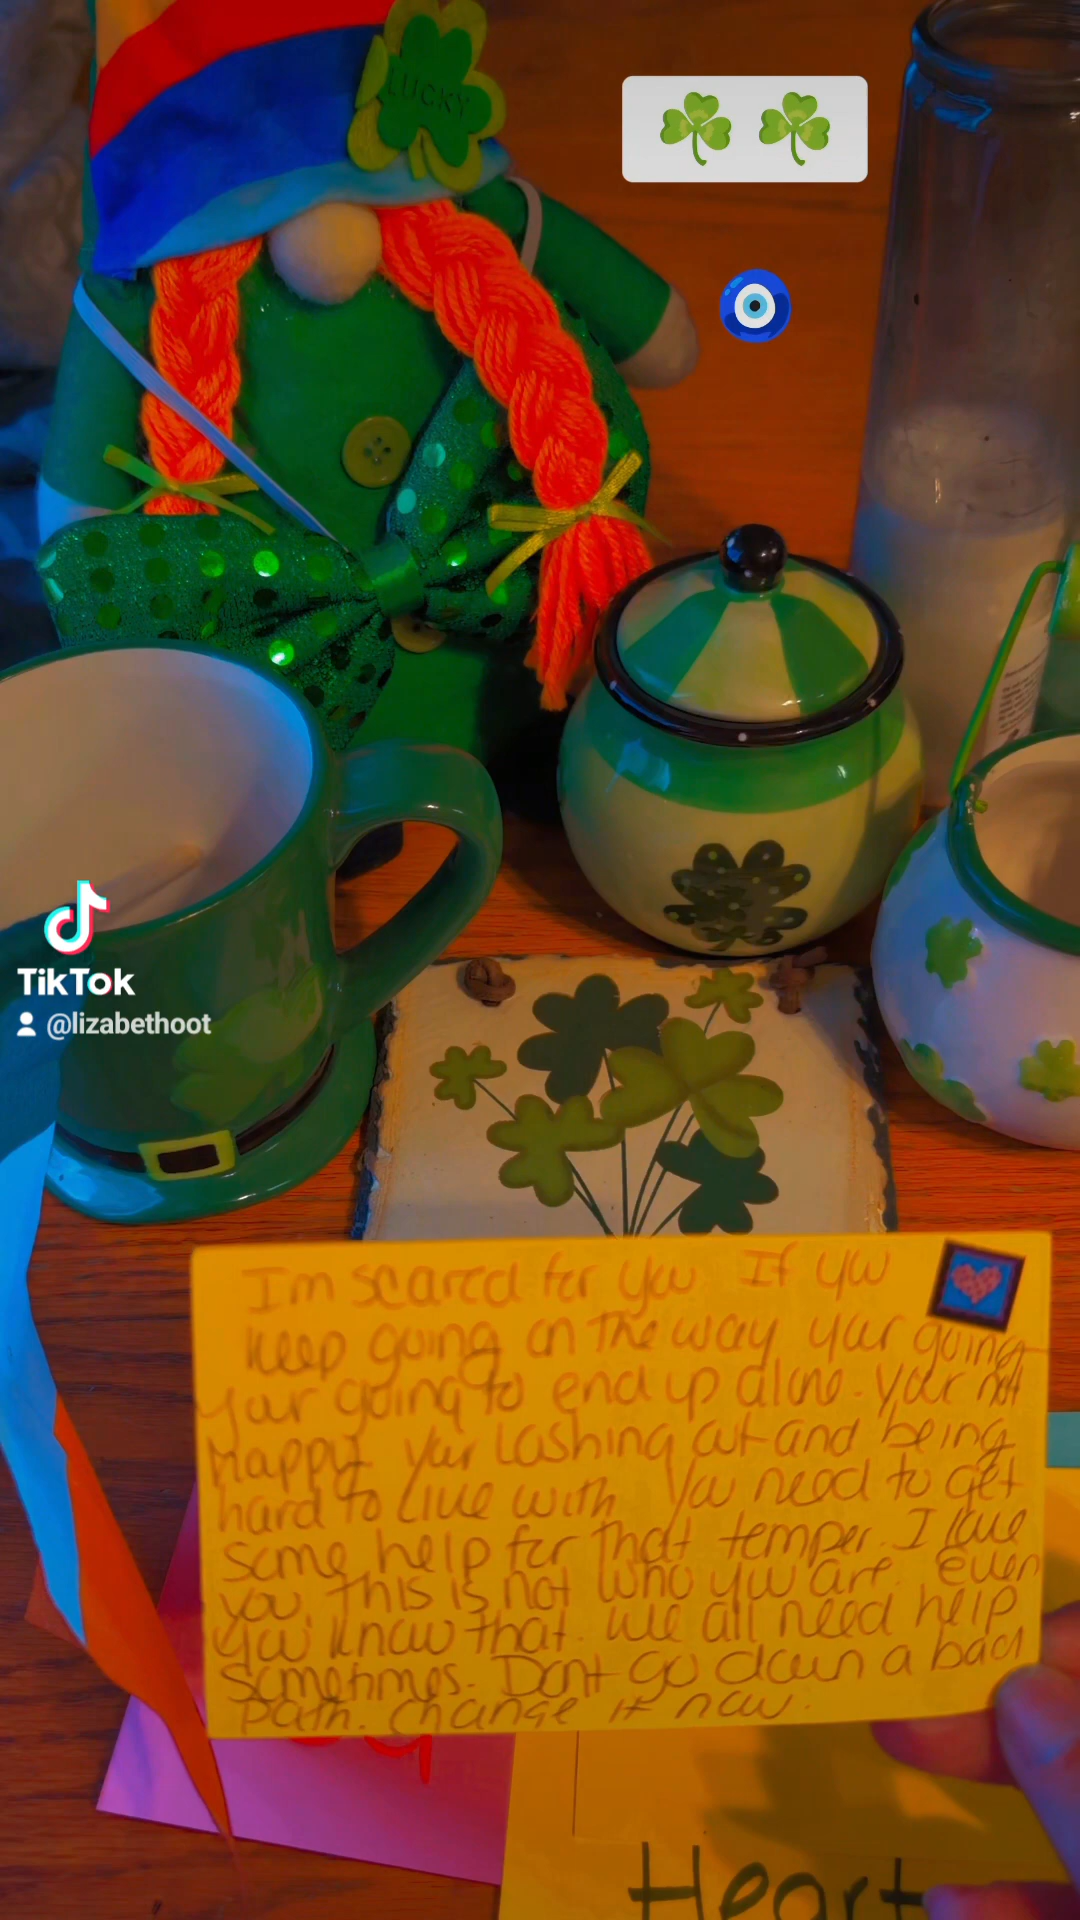 LUCKY
TikTok
@lizabethoot
I'm scared for you If you
keep going on the way your going
your going to end up alone. Your not
Happy. Your Lashing out and being
hard to Live with You need to get
some help for that temper. I love
you. This is not who you are. even
you know that. We all need help
sometimes. Dont go down a bad
path. Change it now.
Heart